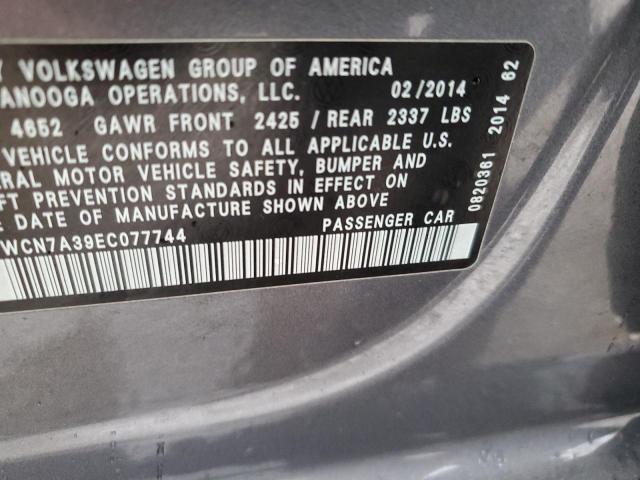 VOLKSWAGEN GROUP OF AMERICA
ANOOGA OPERATIONS, LLC. 02/2014
4652 GAWR FRONT 2425 / REAR 2337 LBS
VEHICLE CONFORMS TO ALL APPLICABLE U.S.
ERAL MOTOR VEHICLE SAFETY, BUMPER AND
FT PREVENTION STANDARDS IN EFFECT ON
E DATE OF MANUFACTURE SHOWN ABOVE
WCN7A39EC077744 PASSENGER CAR
0820361 2014 62